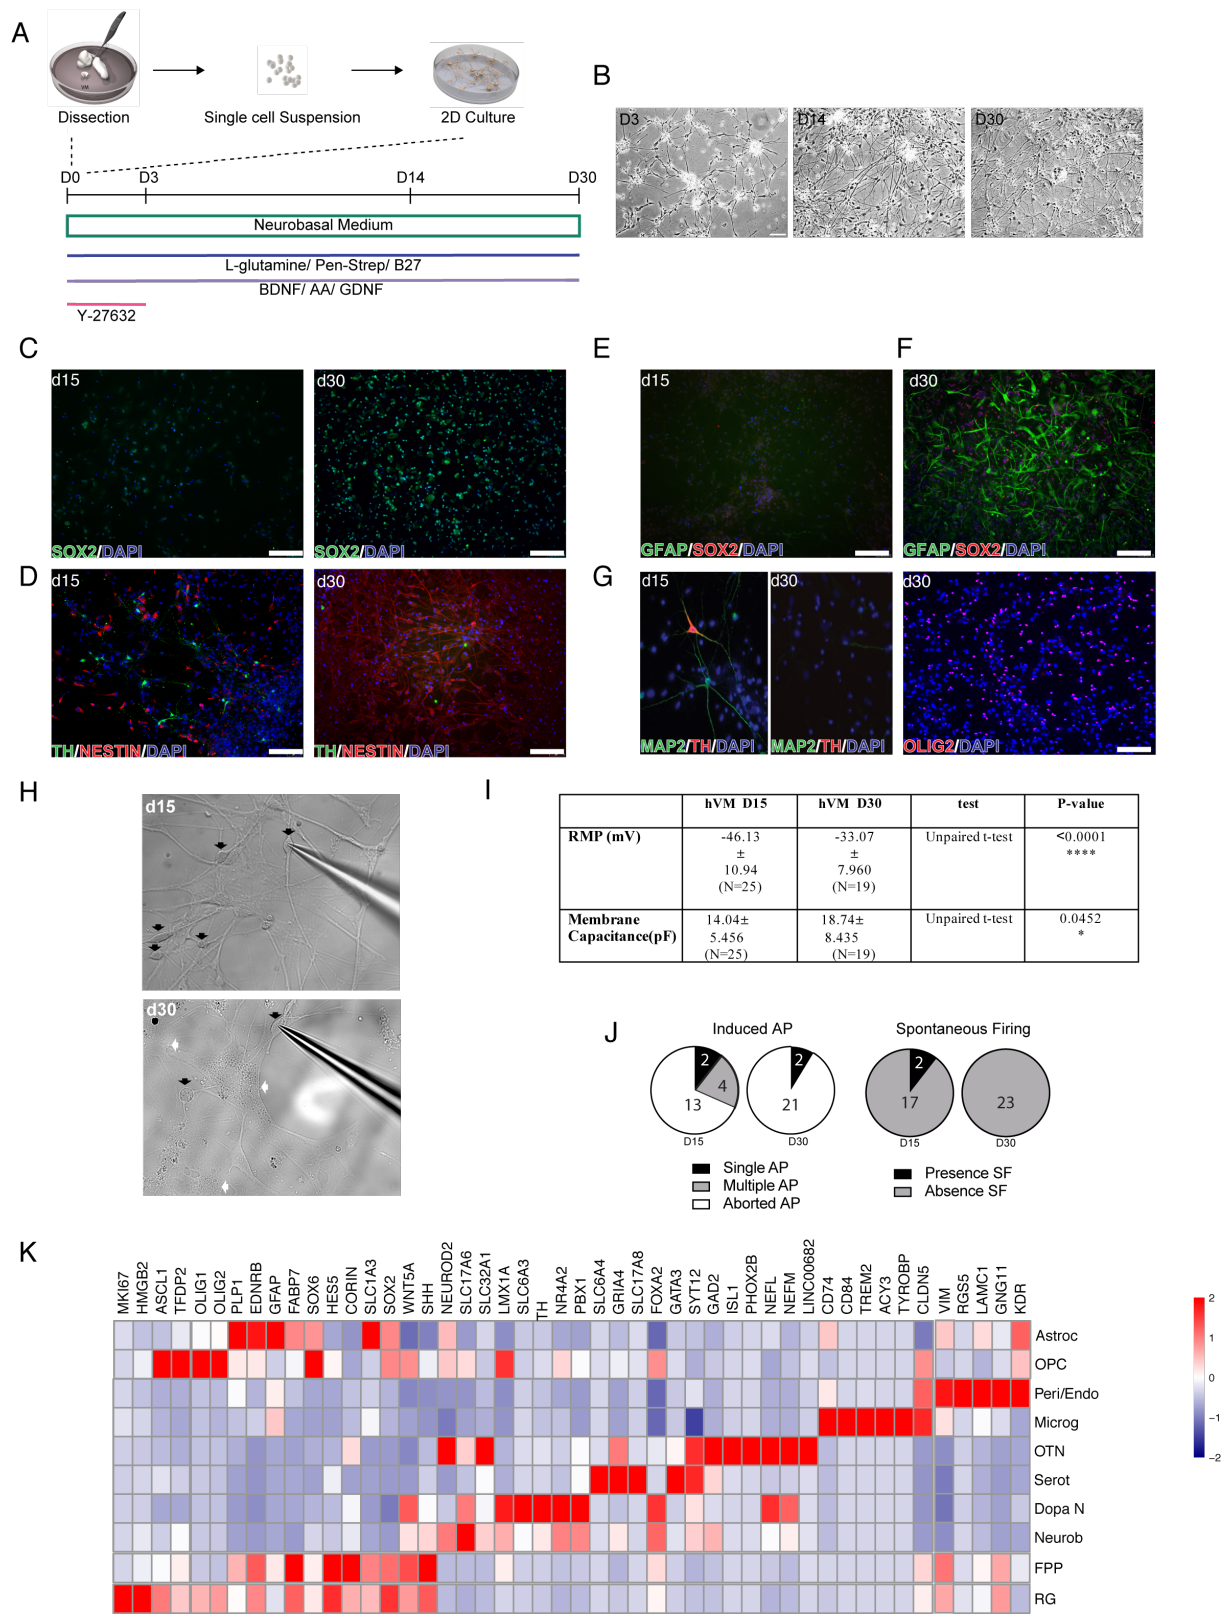 A
VM
Dissection
Single cell Suspension
2D Culture
D0
D3
D14
D30
Neurobasal Medium
L-glutamine/ Pen-Strep/ B27
BDNF/ AA/ GDNF
Y-27632
B
D3
D14
D30
C
d15
SOX2/DAPI
d30
SOX2/DAPI
D
d15
TH/NESTIN/DAPI
d30
TH/NESTIN/DAPI
E
d15
GFAP/SOX2/DAPI
F
d30
GFAP/SOX2/DAPI
G
d15
MAP2/TH/DAPI
d30
MAP2/TH/DAPI
d30
OLIG2/DAPI
H
d15
d30
I
hVM D15
hVM D30
test
P-value
RMP (mV)
-46.13
±
10.94
(N=25)
-33.07
±
7.960
(N=19)
Unpaired t-test
<0.0001
****
Membrane
Capacitance(pF)
14.04±
5.456
(N=25)
18.74±
8.435
(N=19)
Unpaired t-test
0.0452
*
J
Induced AP
2
4
13
D15
2
21
D30
Single AP
Multiple AP
Aborted AP
Spontaneous Firing
2
17
D15
23
D30
Presence SF
Absence SF
K
MKI67
HMGB2
ASCL1
TFDP2
OLIG1
OLIG2
PLP1
EDNRB
GFAP
FABP7
SOX6
HES5
CORIN
SLC1A3
SOX2
WNT5A
SHH
NEUROD2
SLC17A6
SLC32A1
LMX1A
SLC6A3
TH
NR4A2
PBX1
SLC6A4
GRIA4
SLC17A8
FOXA2
GATA3
SYT12
GAD2
ISL1
PHOX2B
NEFL
NEFM
LINC00682
CD74
CD84
TREM2
ACY3
TYROBP
CLDN5
VIM
RGS5
LAMC1
GNG11
KDR
Astroc
OPC
Peri/Endo
Microg
OTN
Serot
Dopa N
Neurob
FPP
RG
2
1
0
−1
−2